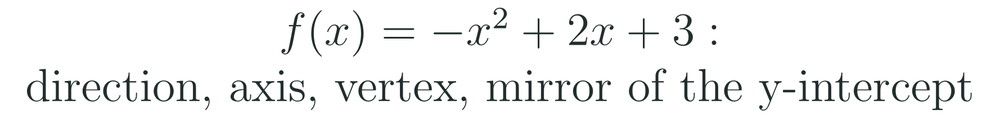 f(x) = −x² + 2x + 3 :
direction, axis, vertex, mirror of the y-intercept